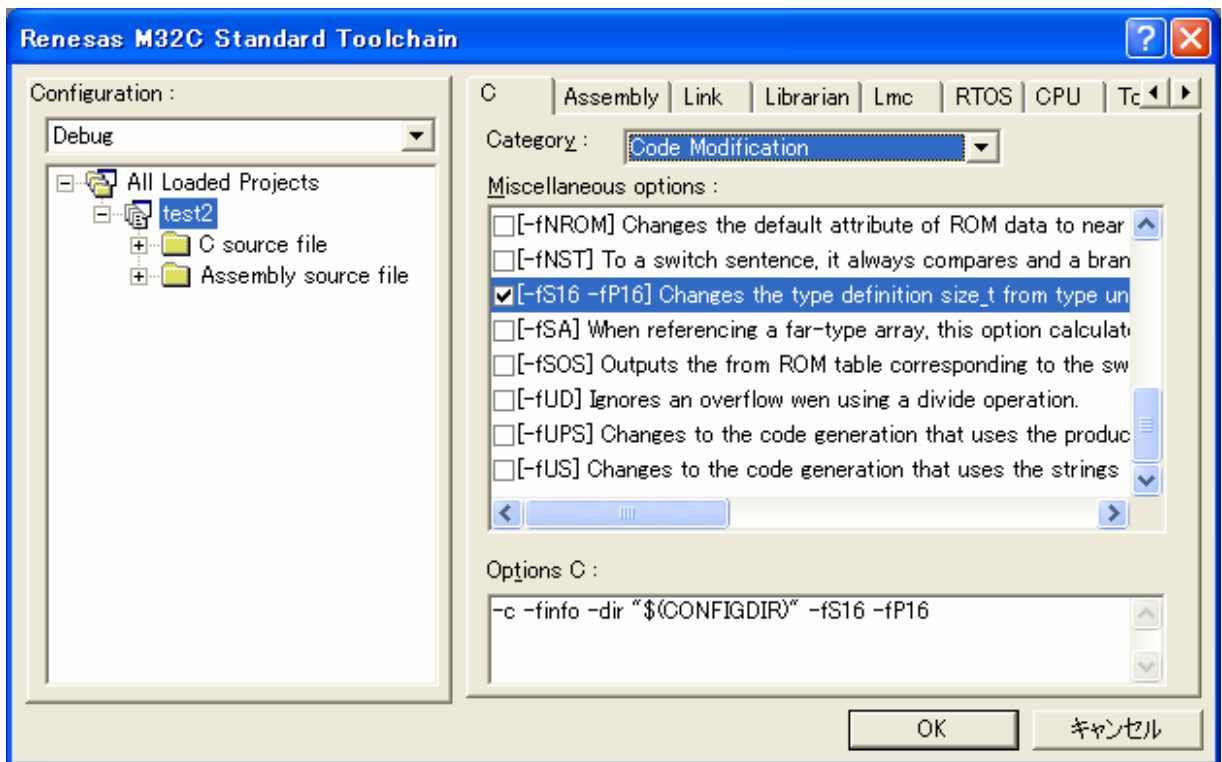 Renesas M32C Standard Toolchain
Configuration :
Debug
All Loaded Projects
test2
C source file
Assembly source file
C Assembly Link Librarian Lmc RTOS CPU Tc
Category :
Code Modification
Miscellaneous options :
[-fNROM] Changes the default attribute of ROM data to near
[-fNST] To a switch sentence, it always compares and a bran
[-fS16 -fP16] Changes the type definition size_t from type un
[-fSA] When referencing a far-type array, this option calculat
[-fSOS] Outputs the from ROM table corresponding to the sw
[-fUD] Ignores an overflow wen using a divide operation.
[-fUPS] Changes to the code generation that uses the produc
[-fUS] Changes to the code generation that uses the strings
Options C :
-c -finfo -dir "$(CONFIGDIR)" -fS16 -fP16
OK キャンセル